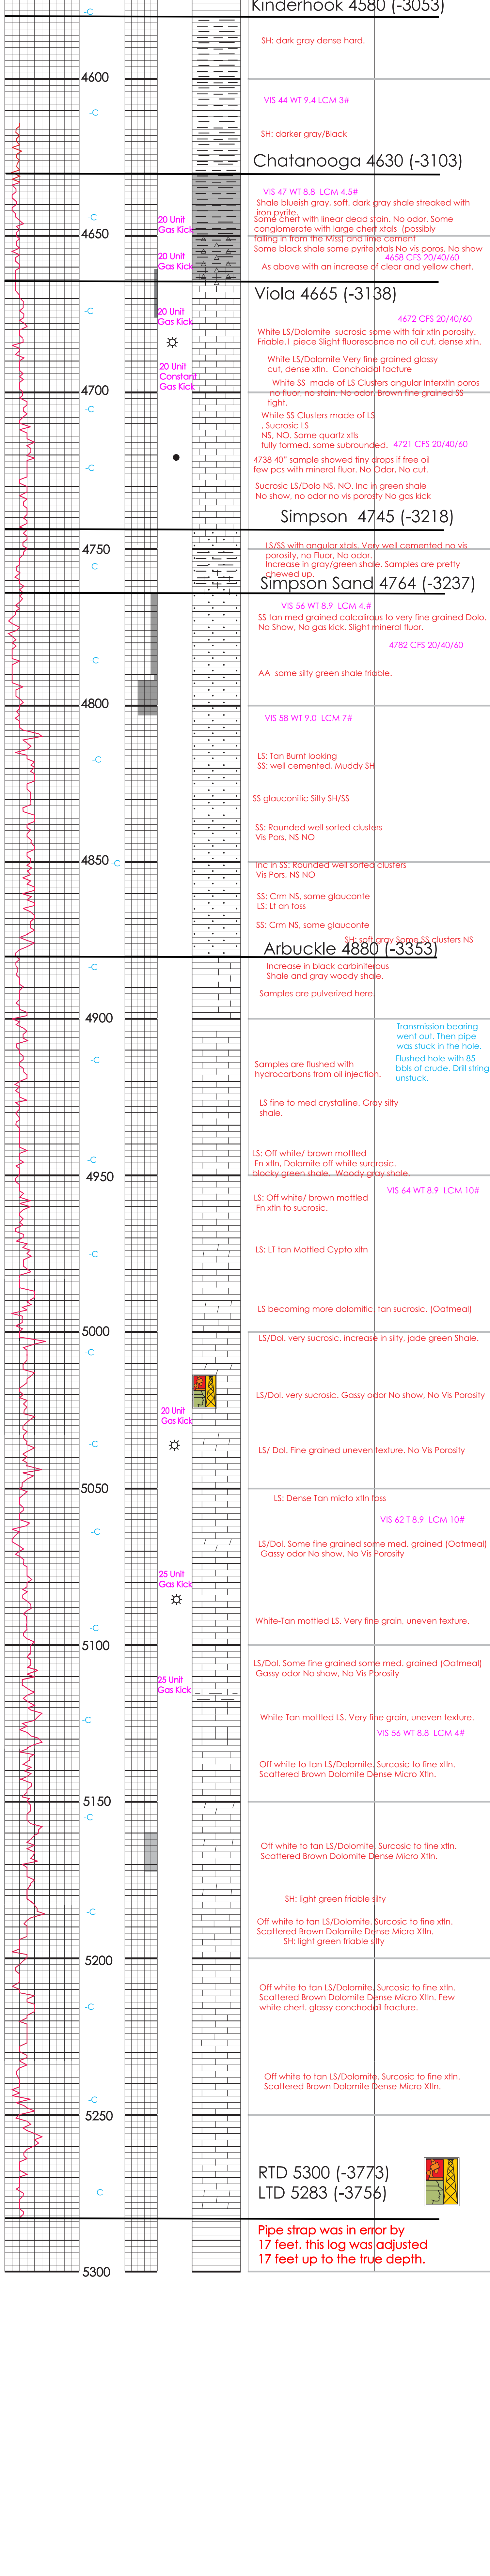 Kinderhook 4580 (-3053)
-C
SH: dark gray dense hard.
4600
VIS 44 WT 9.4 LCM 3#
-C
SH: darker gray/Black
Chatanooga 4630 (-3103)
VIS 47 WT 8.8 LCM 4.5#
Shale blueish gray, soft. dark gray shale streaked with
iron pyrite.
20 Unit
Gas Kick
-C
Some chert with linear dead stain. No odor. Some
conglomerate with large chert xtals (possibly
falling in from the Miss) and lime cement
4650
Some black shale some pyrite xtals No vis poros. No show
4658 CFS 20/40/60
20 Unit
Gas Kick
As above with an increase of clear and yellow chert.
Viola 4665 (-3138)
-C
20 Unit
Gas Kick
4672 CFS 20/40/60
White LS/Dolomite sucrosic some with fair xtln porosity.
Friable.1 piece Slight fluorescence no oil cut, dense xtln.
White LS/Dolomite Very fine grained glassy
cut, dense xtln. Conchoidal facture
20 Unit
Constant
Gas Kick
White SS made of LS Clusters angular Interxtln poros
no fluor, no stain. No odor. Brown fine grained SS
tight.
4700
-C
White SS Clusters made of LS
. Sucrosic LS
NS, NO. Some quartz xtls
fully formed. some subrounded.
4721 CFS 20/40/60
-C
4738 40" sample showed tiny drops if free oil
few pcs with mineral fluor, No Odor, No cut.
Sucrosic LS/Dolo NS, NO, Inc in green shale
No show, no odor no vis porosty No gas kick
Simpson 4745 (-3218)
4750
LS/SS with angular xtals. Very well cemented no vis
porosity, no Fluor, No odor.
Increase in gray/green shale. Samples are pretty
chewed up.
-C
Simpson Sand 4764 (-3237)
VIS 56 WT 8.9 LCM 4.#
SS tan med grained calcairous to very fine grained Dolo.
No Show, No gas kick. Slight mineral fluor.
4782 CFS 20/40/60
-C
AA some silty green shale friable.
4800
VIS 58 WT 9.0 LCM 7#
-C
LS: Tan Burnt looking
SS: well cemented, Muddy SH
SS glauconitic Silty SH/SS
SS: Rounded well sorted clusters
Vis Pors, NS NO
4850
-C
Inc in SS: Rounded well sorted clusters
Vis Pors, NS NO
SS: Crm NS, some glauconte
LS: Lt an foss
SS: Crm NS, some glauconte
SH: soft gray Some SS clusters NS
Arbuckle 4880 (-3353)
-C
Increase in black carbiniferous
Shale and gray woody shale.
Samples are pulverized here.
4900
Transmission bearing
went out. Then pipe
was stuck in the hole.
Flushed hole with 85
bbls of crude. Drill string
unstuck.
-C
Samples are flushed with
hydrocarbons from oil injection.
LS fine to med crystalline. Gray silty
shale.
-C
LS: Off white/ brown mottled
Fn xtln, Dolomite off white surcrosic.
blocky green shale. Woody gray shale.
4950
VIS 64 WT 8.9 LCM 10#
LS: Off white/ brown mottled
Fn xtln to sucrosic.
-C
LS: LT tan Mottled Cypto xltn
LS becoming more dolomitic, tan sucrosic. (Oatmeal)
5000
LS/Dol. very sucrosic. increase in silty, jade green Shale.
-C
LS/Dol. very sucrosic. Gassy odor No show, No Vis Porosity
20 Unit
Gas Kick
-C
LS/ Dol. Fine grained uneven texture. No Vis Porosity
5050
LS: Dense Tan micto xtln foss
VIS 62 T 8.9 LCM 10#
-C
LS/Dol. Some fine grained some med. grained (Oatmeal)
Gassy odor No show, No Vis Porosity
25 Unit
Gas Kick
White-Tan mottled LS. Very fine grain, uneven texture.
-C
5100
LS/Dol. Some fine grained some med. grained (Oatmeal)
Gassy odor No show, No Vis Porosity
25 Unit
Gas Kick
White-Tan mottled LS. Very fine grain, uneven texture.
-C
VIS 56 WT 8.8 LCM 4#
Off white to tan LS/Dolomite. Surcosic to fine xtln.
Scattered Brown Dolomite Dense Micro Xtln.
5150
-C
Off white to tan LS/Dolomite. Surcosic to fine xtln.
Scattered Brown Dolomite Dense Micro Xtln.
SH: light green friable silty
-C
Off white to tan LS/Dolomite. Surcosic to fine xtln.
Scattered Brown Dolomite Dense Micro Xtln.
SH: light green friable silty
5200
Off white to tan LS/Dolomite. Surcosic to fine xtln.
Scattered Brown Dolomite Dense Micro Xtln. Few
white chert. glassy conchodail fracture.
-C
Off white to tan LS/Dolomite. Surcosic to fine xtln.
Scattered Brown Dolomite Dense Micro Xtln.
-C
5250
RTD 5300 (-3773)
LTD 5283 (-3756)
-C
Pipe strap was in error by
17 feet. this log was adjusted
17 feet up to the true depth.
5300